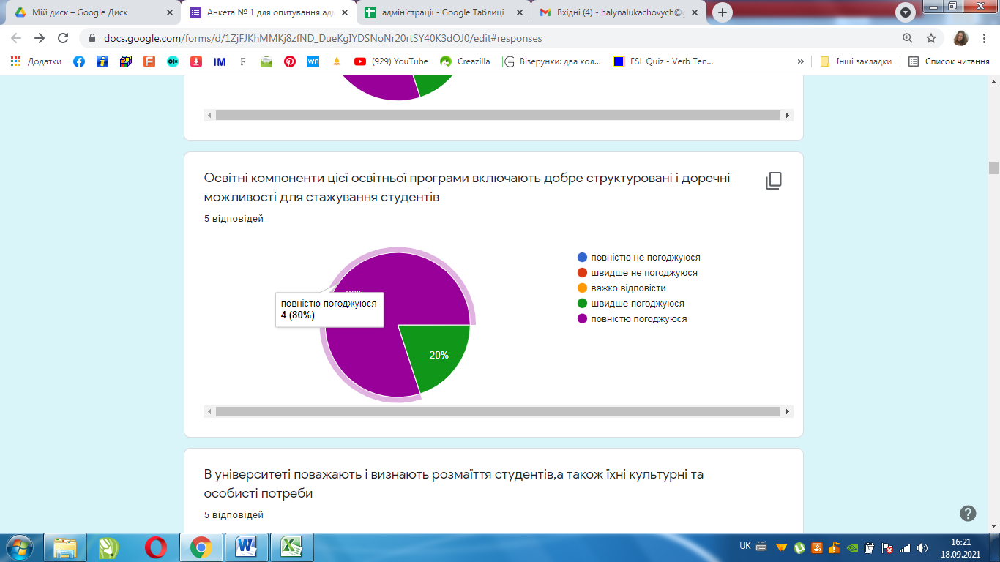 Мій диск – Google Диск
Анкета № 1 для опитування ад
адміністрації - Google Таблиці
Вхідні (4) - halynalukachovych@g
docs.google.com/forms/d/1ZjFJKhMMKj8zfND_DueKgIYDSNoNr20rtSY40K3dOJ0/edit#responses
Додатки
IM
F
wn
(929) YouTube
Creazilla
Візерунки: два кол...
ESL Quiz - Verb Ten...
»
Інші закладки
Список читання
Освітні компоненти цієї освітньої програми включають добре структуровані і доречні
можливості для стажування студентів
5 відповідей
повністю не погоджуюся
швидше не погоджуюся
важко відповісти
швидше погоджуюся
повністю погоджуюся
повністю погоджуюся
4 (80%)
20%
В університеті поважають і визнають розмаїття студентів,а також їхні культурні та
особисті потреби
5 відповідей
UK
16:21
18.09.2021